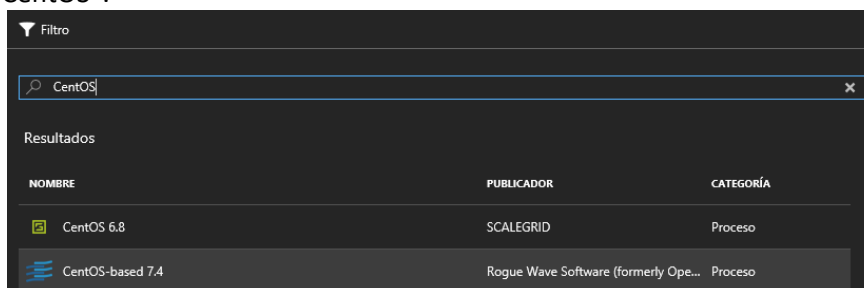 Filtro
CentOS
Resultados
NOMBRE PUBLICADOR CATEGORÍA
CentOS 6.8 SCALEGRID Proceso
CentOS-based 7.4 Rogue Wave Software (formerly Ope... Proceso